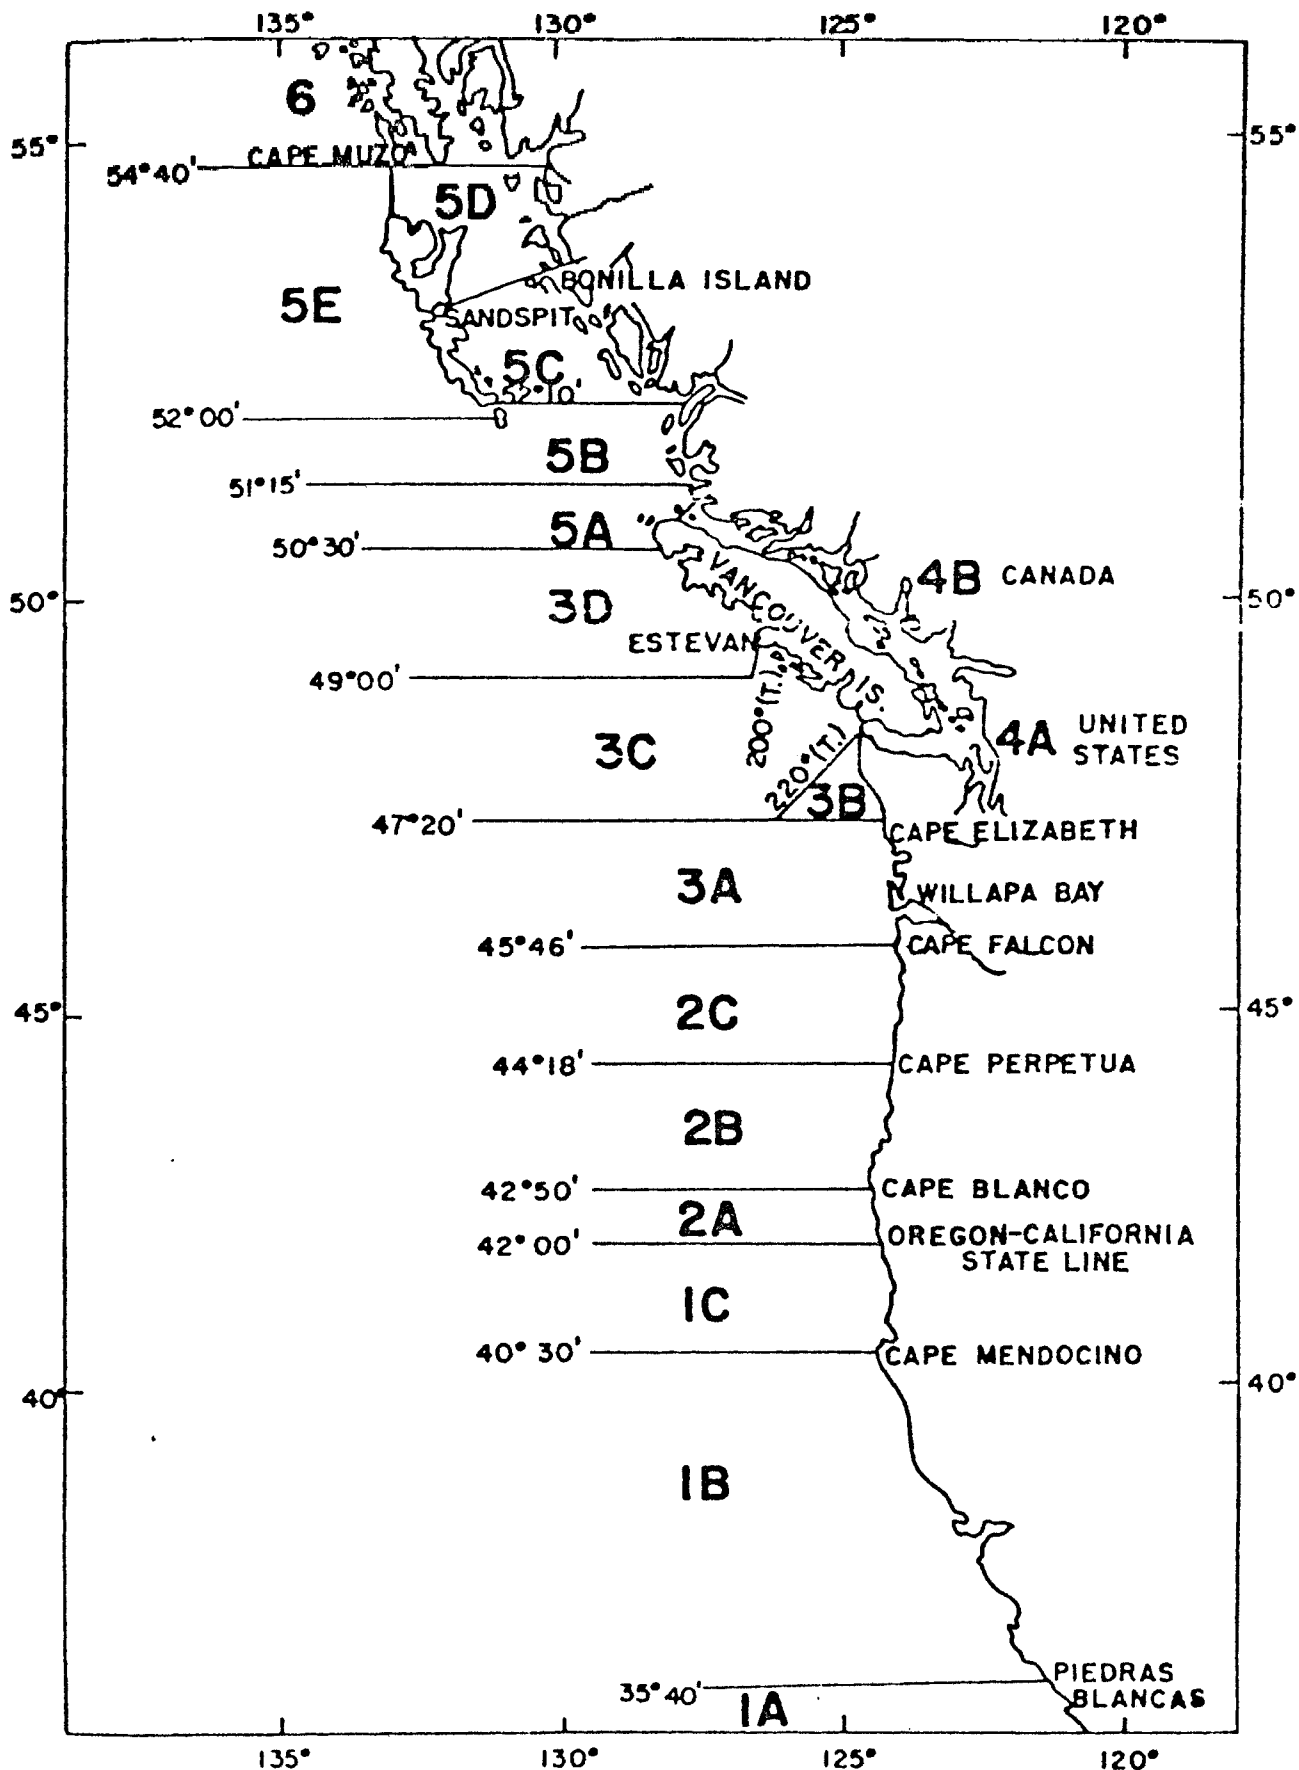 135° 130° 125° 120°
6
55° 55°
CAPE MUZO
54°40'
5D
BONILLA ISLAND
5E
SANDSPIT
5C
10'
52°00'
5B
51°15'
5A
50°30'
VANCOUVER IS.
4B CANADA
50° 50°
3D
ESTEVAN
49°00'
200°(T.)
220°(T.)
3C
4A UNITED STATES
3B
47°20'
CAPE ELIZABETH
3A
WILLAPA BAY
45°46'
CAPE FALCON
45° 45°
2C
44°18'
CAPE PERPETUA
2B
42°50'
CAPE BLANCO
2A
42°00'
OREGON-CALIFORNIA
STATE LINE
1C
40°30'
CAPE MENDOCINO
40° 40°
1B
35°40'
PIEDRAS
BLANCAS
1A
135° 130° 125° 120°